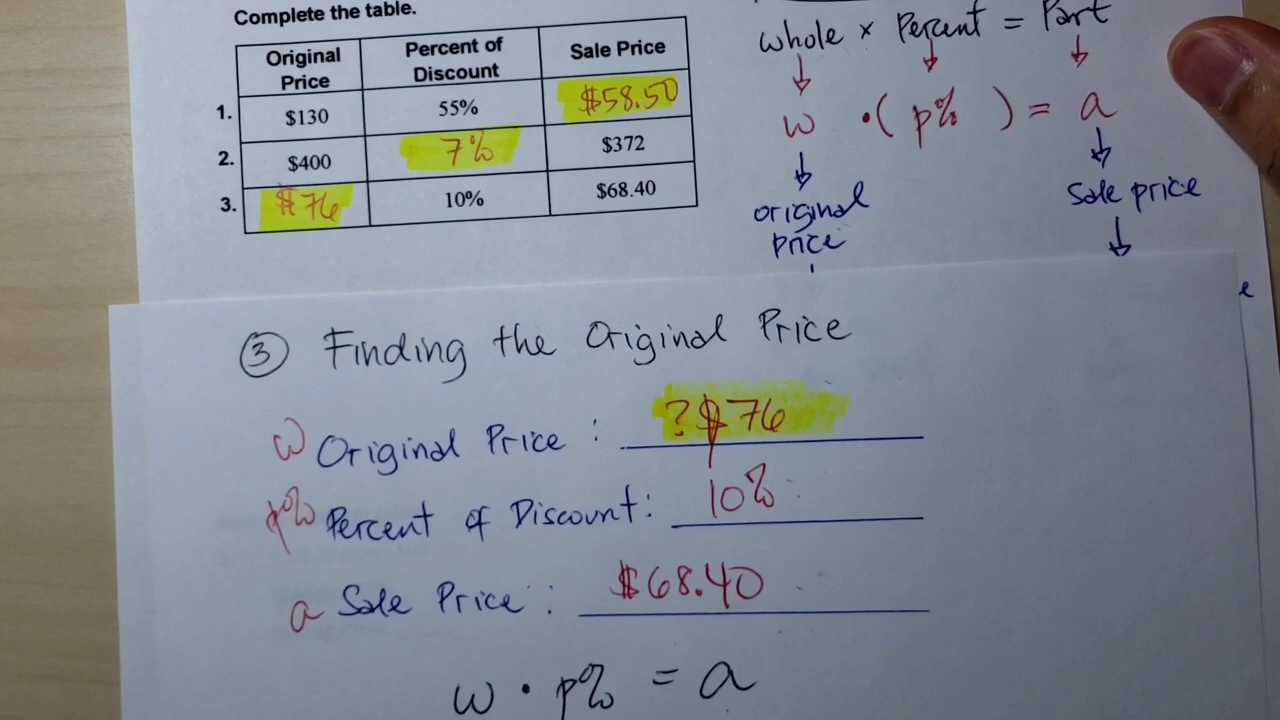 Complete the table.
Original Price Percent of Discount Sale Price
1. $130 55% $58.50
2. $400 7% $372
3. $76 10% $68.40
whole × Percent = Part
w · ( p% ) = a
original price
Sale price
e
③ Finding the Original Price
w Original Price : ? $76
p% Percent of Discount: 10%
a Sale Price : $68.40
w · p% = a